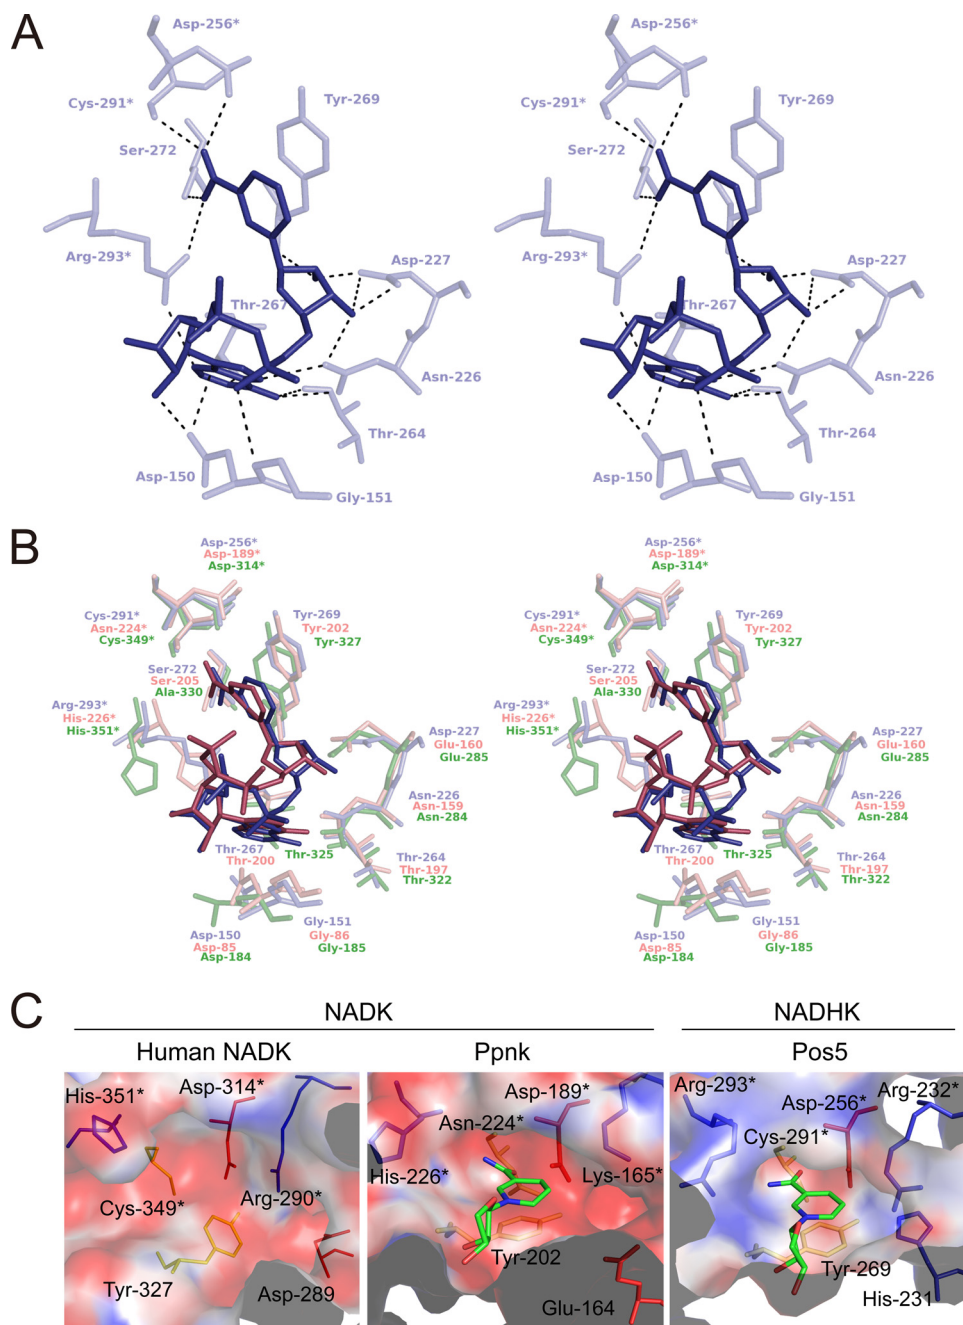 A
Asp-256*
Asp-256*
Cys-291*
Tyr-269
Cys-291*
Tyr-269
Ser-272
Ser-272
Arg-293*
Asp-227
Arg-293*
Asp-227
Thr-267
Thr-267
Asn-226
Asn-226
Thr-264
Thr-264
Asp-150
Gly-151
Asp-150
Gly-151
B
Asp-256*
Asp-189*
Asp-314*
Asp-256*
Asp-189*
Asp-314*
Cys-291*
Asn-224*
Cys-349*
Tyr-269
Tyr-202
Tyr-327
Cys-291*
Asn-224*
Cys-349*
Tyr-269
Tyr-202
Tyr-327
Ser-272
Ser-205
Ala-330
Ser-272
Ser-205
Ala-330
Arg-293*
His-226*
His-351*
Asp-227
Glu-160
Glu-285
Arg-293*
His-226*
His-351*
Asp-227
Glu-160
Glu-285
Asn-226
Asn-159
Asn-284
Asn-226
Asn-159
Asn-284
Thr-267
Thr-200
Thr-325
Thr-267
Thr-200
Thr-325
Thr-264
Thr-197
Thr-322
Thr-264
Thr-197
Thr-322
Asp-150
Asp-85
Asp-184
Gly-151
Gly-86
Gly-185
Asp-150
Asp-85
Asp-184
Gly-151
Gly-86
Gly-185
C
NADK
NADHK
Human NADK
Ppnk
Pos5
His-351*
Asp-314*
Cys-349*
Arg-290*
Tyr-327
Asp-289
Asp-189*
Asn-224*
His-226*
Lys-165*
Tyr-202
Glu-164
Arg-293*
Arg-232*
Asp-256*
Cys-291*
Tyr-269
His-231